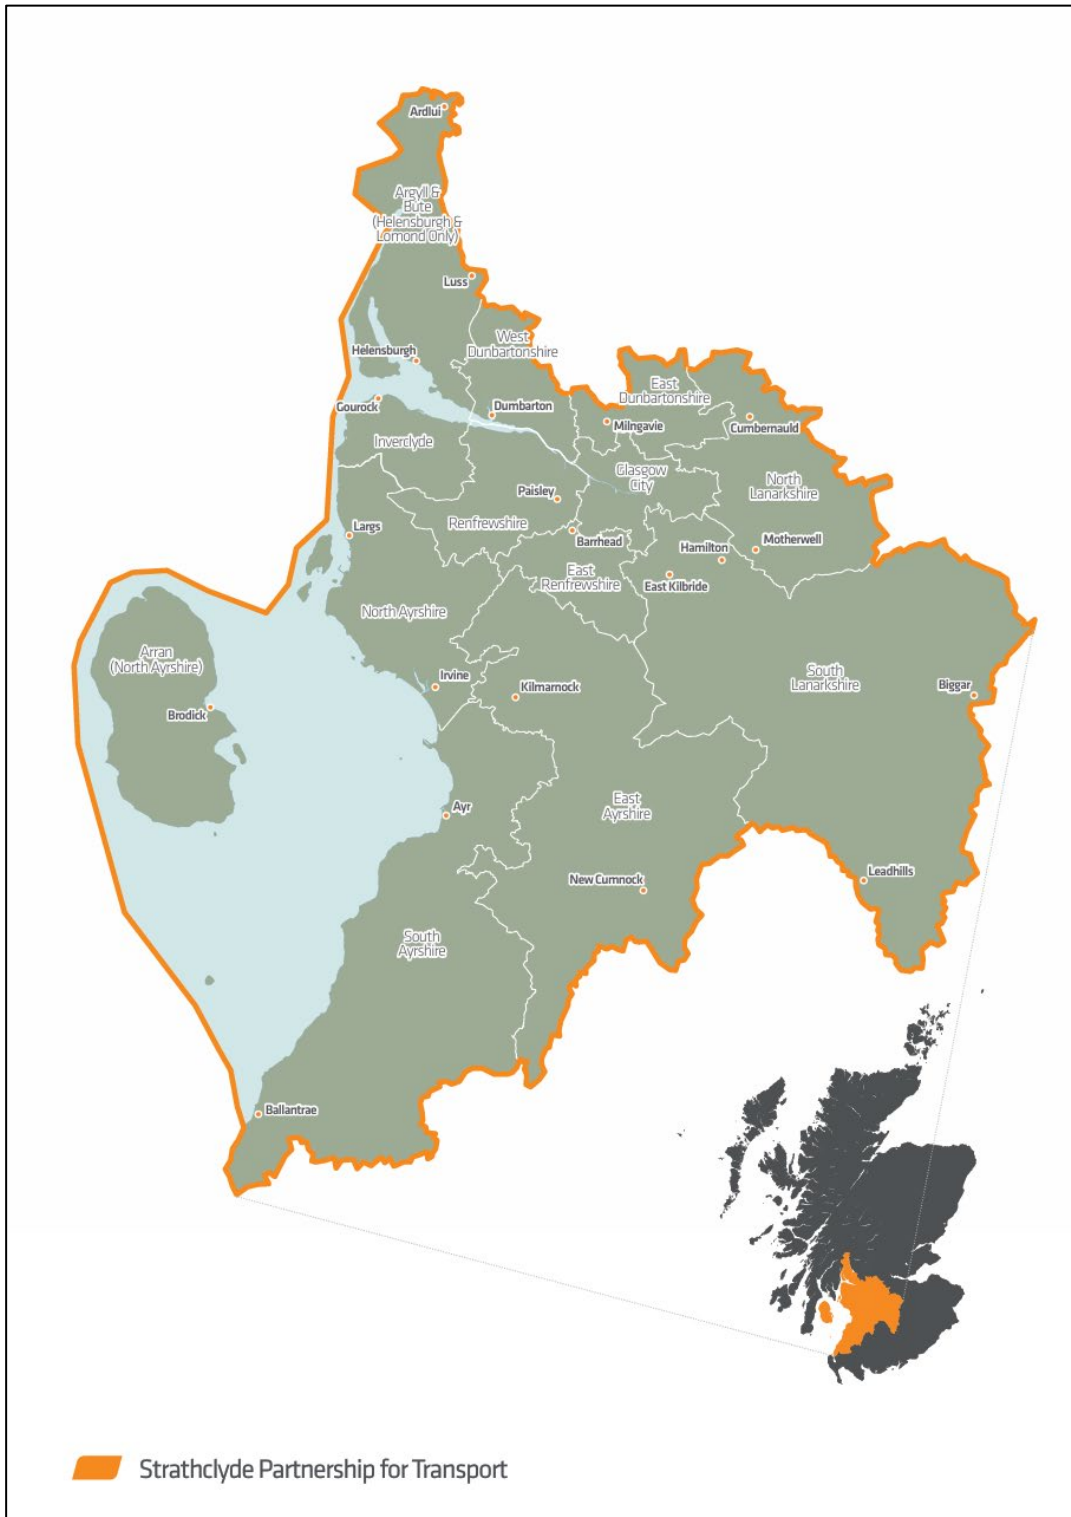 Ardlui
Argyll &
Bute
(Helensburgh &
Lomond Only)
Luss
West
Dunbartonshire
Helensburgh
East
Dunbartonshire
Gourock
Dumbarton
Milngavie
Cumbernauld
Inverclyde
Glasgow
City
North
Lanarkshire
Paisley
Renfrewshire
Largs
Barrhead
Hamilton
Motherwell
East
Renfrewshire
East Kilbride
North Ayrshire
Arran
(North Ayrshire)
South
Lanarkshire
Irvine
Kilmarnock
Biggar
Brodick
East
Ayrshire
Ayr
New Cumnock
Leadhills
South
Ayrshire
Ballantrae
Strathclyde Partnership for Transport